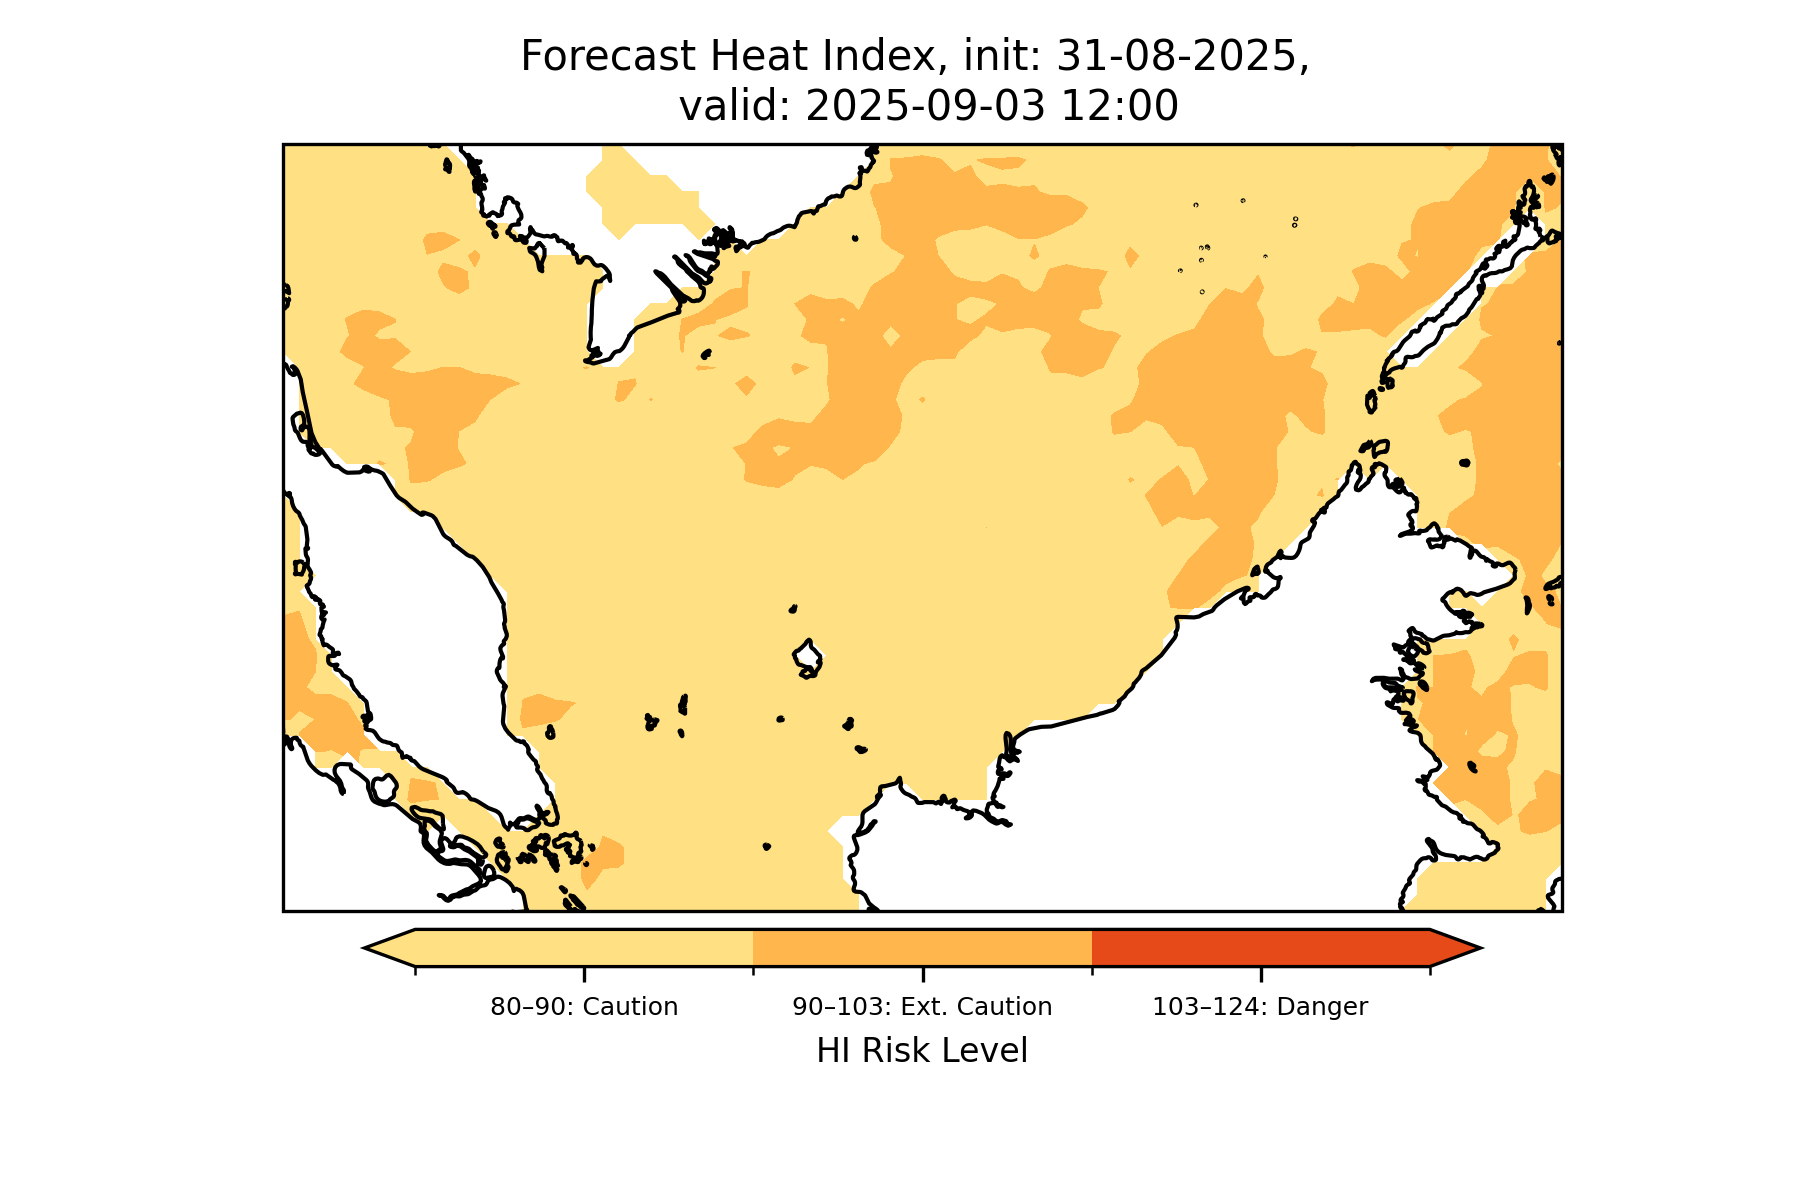 Forecast Heat Index, init: 31-08-2025,
valid: 2025-09-03 12:00
80–90: Caution
90–103: Ext. Caution
103–124: Danger
HI Risk Level